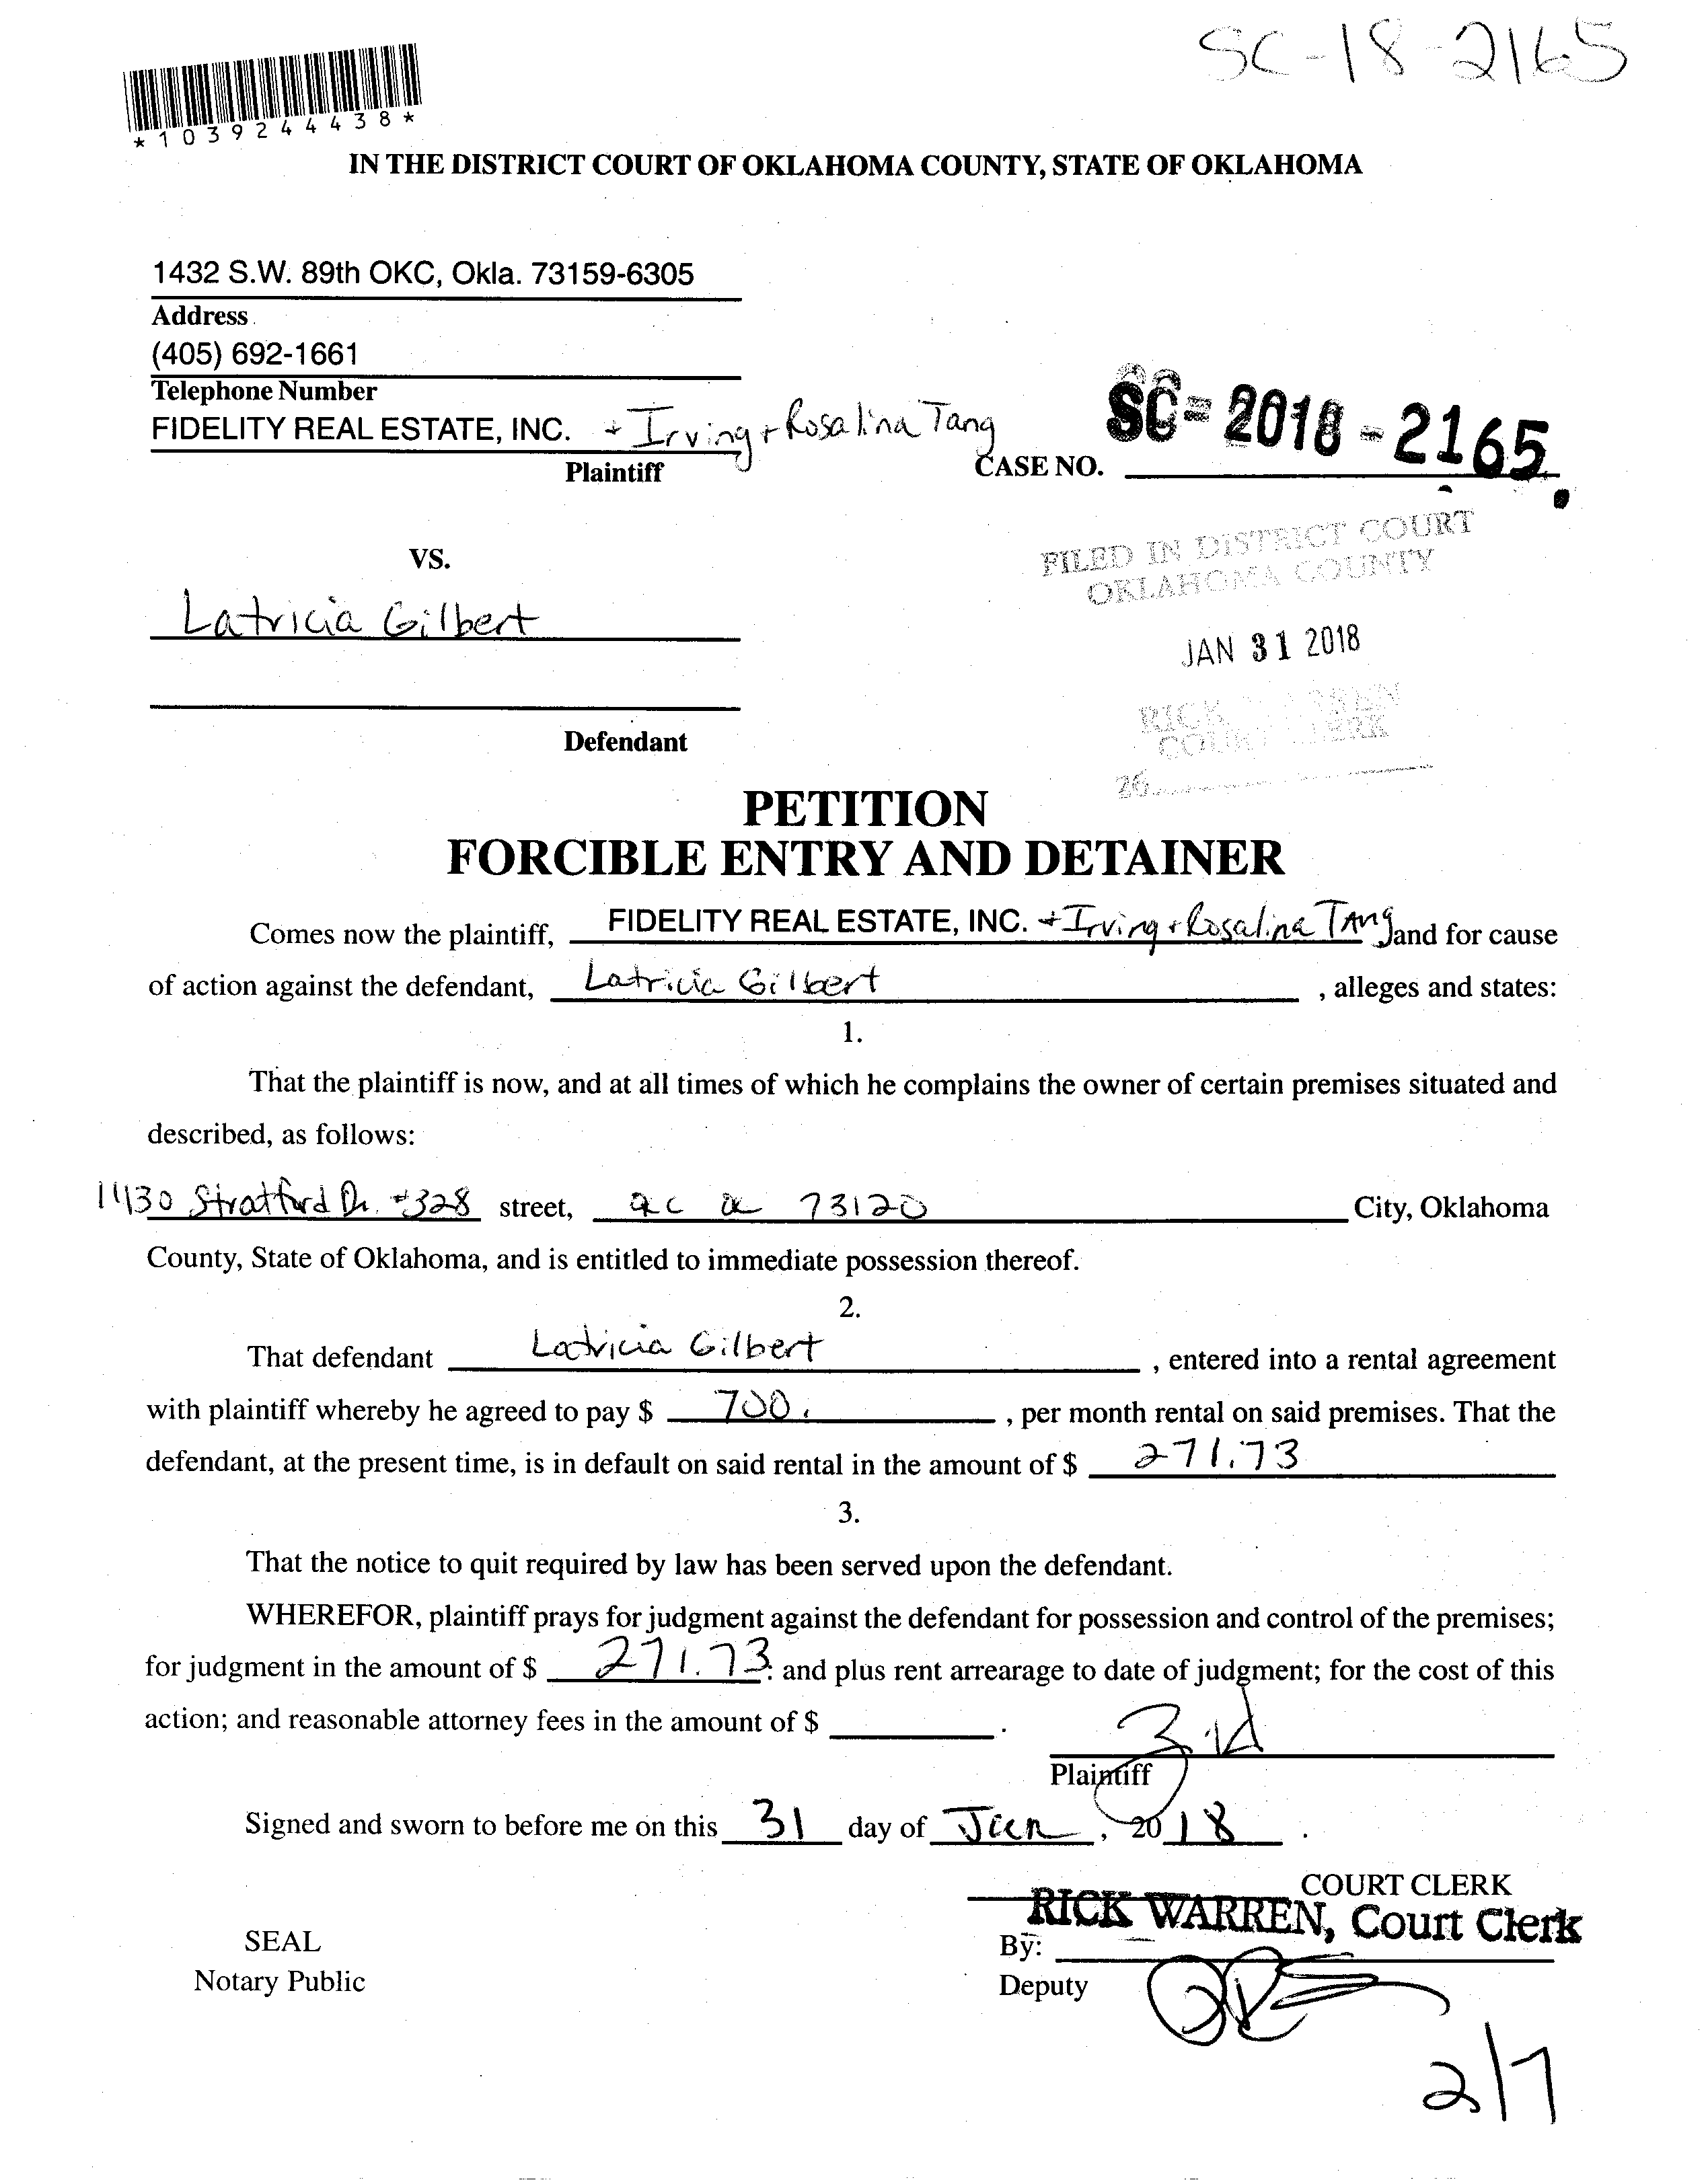 SC-18-2165
*1039244438*
IN THE DISTRICT COURT OF OKLAHOMA COUNTY, STATE OF OKLAHOMA
1432 S.W. 89th OKC, Okla. 73159-6305
Address
(405) 692-1661
Telephone Number
FIDELITY REAL ESTATE, INC. + Irving + Rosalina Tang
Plaintiff
CASE NO. SC-2018-2165
VS.
FILED IN DISTRICT COURT
OKLAHOMA COUNTY
Latricia Gilbert
JAN 31 2018
RICK WARREN
COURT CLERK
26
Defendant
PETITION
FORCIBLE ENTRY AND DETAINER
Comes now the plaintiff, FIDELITY REAL ESTATE, INC. + Irving + Rosalina Tang and for cause
of action against the defendant, Latricia Gilbert , alleges and states:
1.
That the plaintiff is now, and at all times of which he complains the owner of certain premises situated and
described, as follows:
11430 Stratford Dr. #328 street, OKC OK 73120 City, Oklahoma
County, State of Oklahoma, and is entitled to immediate possession thereof.
2.
That defendant Latricia Gilbert , entered into a rental agreement
with plaintiff whereby he agreed to pay $ 700. , per month rental on said premises. That the
defendant, at the present time, is in default on said rental in the amount of $ 271.73
3.
That the notice to quit required by law has been served upon the defendant.
WHEREFOR, plaintiff prays for judgment against the defendant for possession and control of the premises;
for judgment in the amount of $ 271.73: and plus rent arrearage to date of judgment; for the cost of this
action; and reasonable attorney fees in the amount of $ .
Plaintiff
Signed and sworn to before me on this 31 day of Jan , 2018 .
COURT CLERK
RICK WARREN, Court Clerk
SEAL
By:
Notary Public
Deputy
2/7